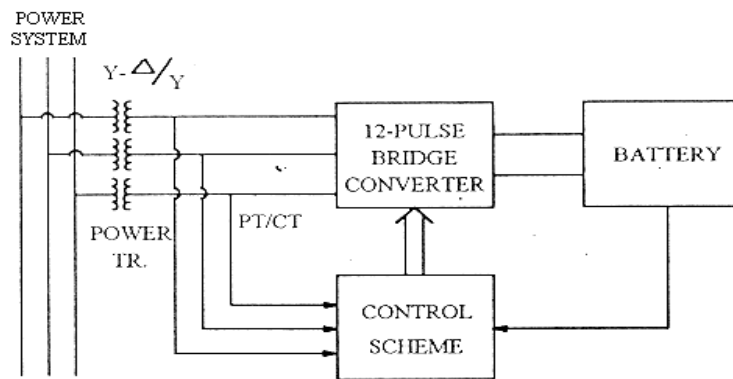 POWER
SYSTEM
Y-Δ/Y
12-PULSE
BRIDGE
CONVERTER
BATTERY
POWER
TR.
PT/CT
CONTROL
SCHEME